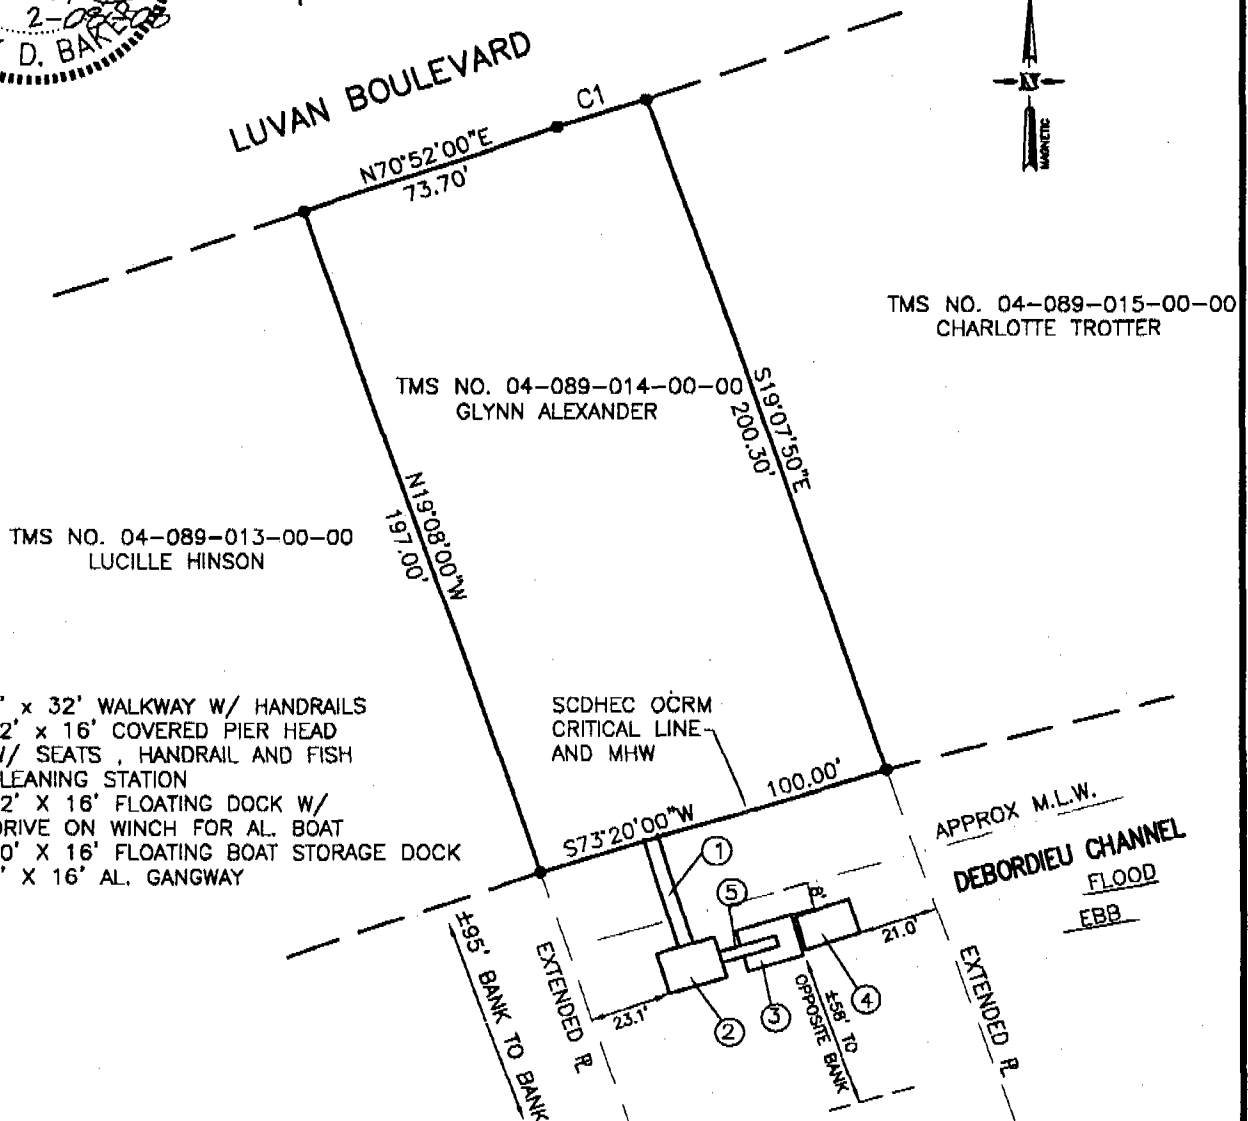 2-08-08
D. BAKER
LUVAN BOULEVARD
C1
N70°52'00"E
73.70'
N
MAGNETIC
TMS NO. 04-089-015-00-00
CHARLOTTE TROTTER
TMS NO. 04-089-014-00-00
GLYNN ALEXANDER
S19°07'50"E
200.30'
N19°08'00"W
197.00'
TMS NO. 04-089-013-00-00
LUCILLE HINSON
' x 32' WALKWAY W/ HANDRAILS
2' x 16' COVERED PIER HEAD
W/ SEATS , HANDRAIL AND FISH
LEANING STATION
2' X 16' FLOATING DOCK W/
DRIVE ON WINCH FOR AL. BOAT
0' X 16' FLOATING BOAT STORAGE DOCK
' X 16' AL. GANGWAY
SCDHEC OCRM
CRITICAL LINE
AND MHW
S73°20'00"W
100.00'
APPROX M.L.W.
DEBORDIEU CHANNEL
FLOOD
EBB
1
5
8'
21.0'
23.1'
2
3
4
±95' BANK TO BANK
EXTENDED PL
±58' TO
OPPOSITE BANK
EXTENDED PL